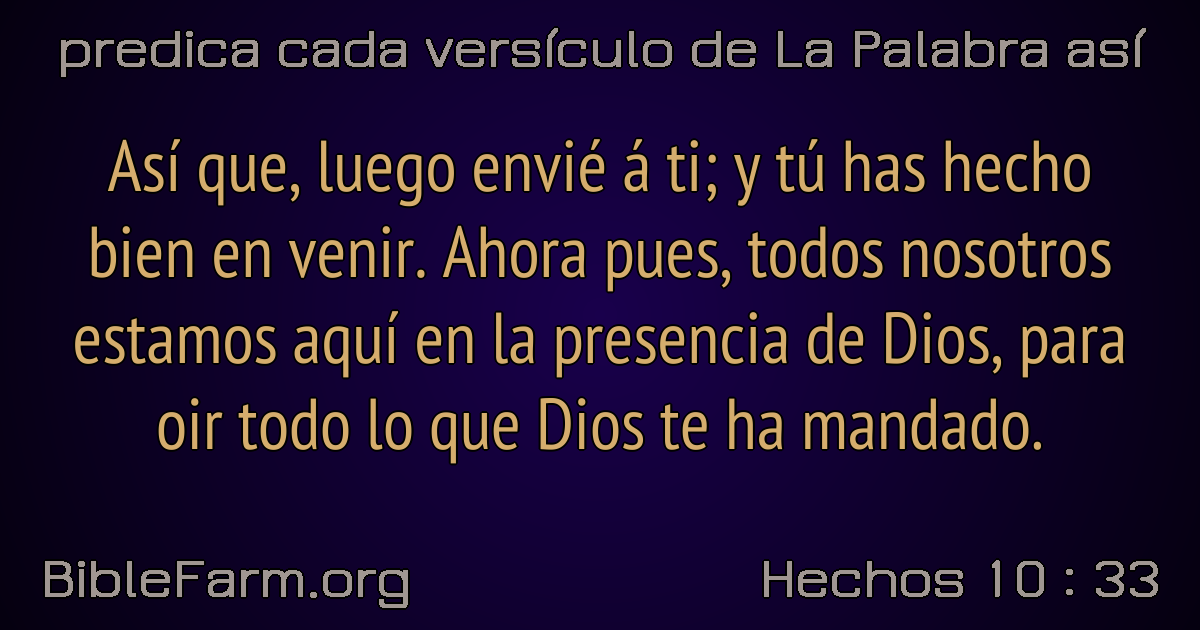 predica cada versículo de La Palabra así
Así que, luego envié á ti; y tú has hecho
bien en venir. Ahora pues, todos nosotros
estamos aquí en la presencia de Dios, para
oir todo lo que Dios te ha mandado.
BibleFarm.org
Hechos 10 : 33